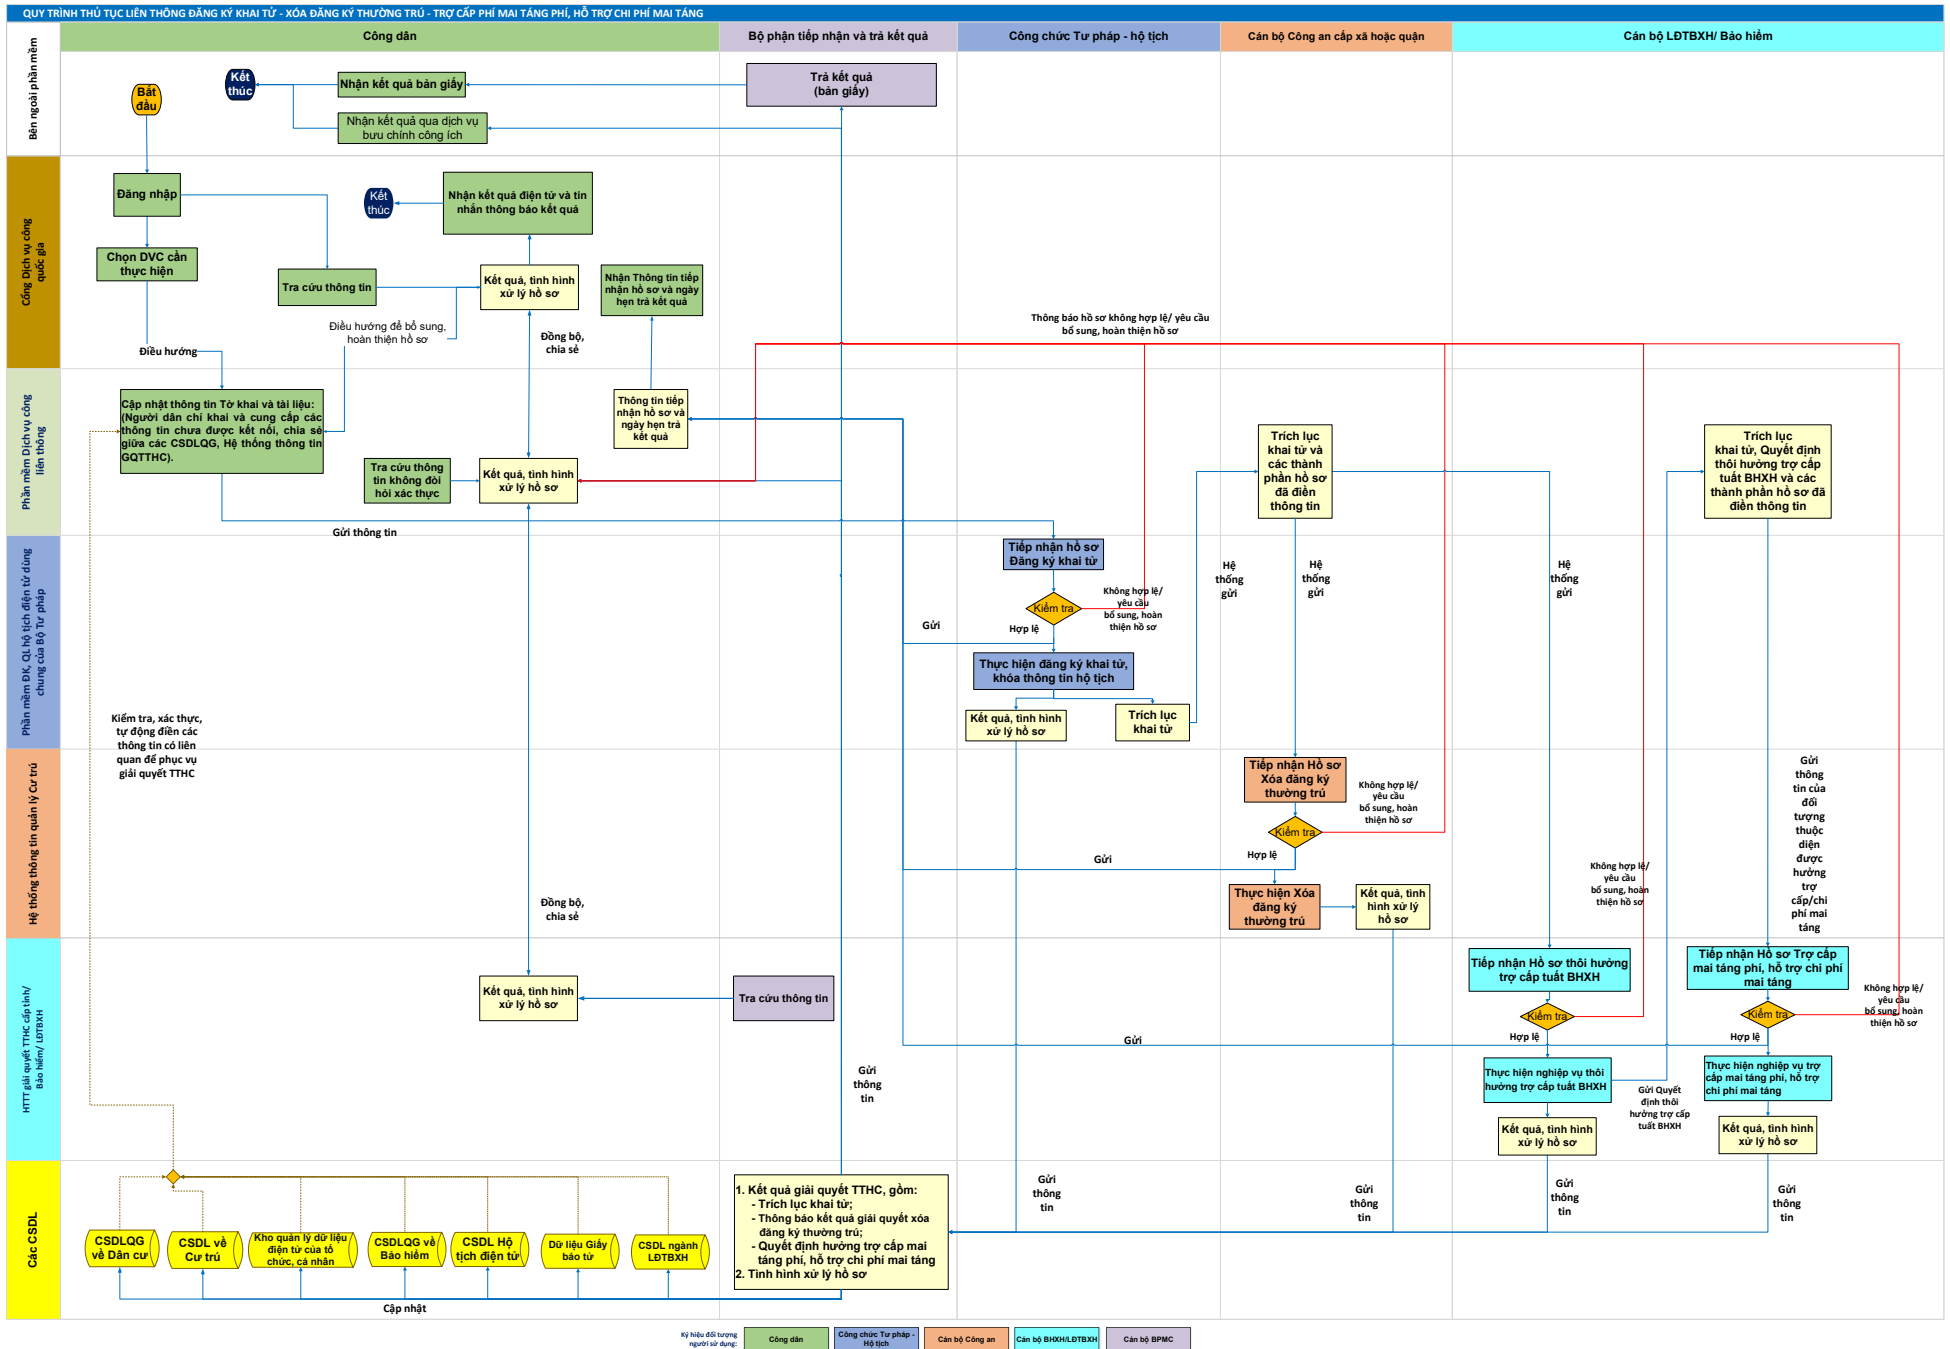 QUY TRÌNH THỦ TỤC LIÊN THÔNG ĐĂNG KÝ KHAI TỬ - XÓA ĐĂNG KÝ THƯỜNG TRÚ - TRỢ CẤP PHÍ MAI TÁNG PHÍ, HỖ TRỢ CHI PHÍ MAI TÁNG
Công dân
Bộ phận tiếp nhận và trả kết quả
Công chức Tư pháp - hộ tịch
Cán bộ Công an cấp xã hoặc quận
Cán bộ LĐTBXH/ Bảo hiểm
Bên ngoài phần mềm
Bắt
đầu
Kết
thúc
Nhận kết quả bản giấy
Nhận kết quả qua dịch vụ
bưu chính công ích
Trả kết quả
(bản giấy)
Cổng Dịch vụ công
quốc gia
Đăng nhập
Chọn DVC cần
thực hiện
Tra cứu thông tin
Kết
thúc
Nhận kết quả điện tử và tin
nhắn thông báo kết quả
Kết quả, tình hình
xử lý hồ sơ
Nhận Thông tin tiếp
nhận hồ sơ và ngày
hẹn trả kết quả
Điều hướng để bổ sung,
hoàn thiện hồ sơ
Điều hướng
Đồng bộ,
chia sẻ
Thông báo hồ sơ không hợp lệ/ yêu cầu
bổ sung, hoàn thiện hồ sơ
Phần mềm Dịch vụ công
liên thông
Cập nhật thông tin Tờ khai và tài liệu:
(Người dân chỉ khai và cung cấp các
thông tin chưa được kết nối, chia sẻ
giữa các CSDLQG, Hệ thống thông tin
GQTTHC).
Tra cứu thông
tin không đòi
hỏi xác thực
Kết quả, tình hình
xử lý hồ sơ
Thông tin tiếp
nhận hồ sơ và
ngày hẹn trả
kết quả
Trích lục
khai tử và
các thành
phần hồ sơ
đã điền
thông tin
Trích lục
khai tử, Quyết định
thôi hưởng trợ cấp
tuất BHXH và các
thành phần hồ sơ đã
điền thông tin
Gửi thông tin
Phần mềm ĐK, QL hộ tịch điện tử dùng
chung của Bộ Tư pháp
Tiếp nhận hồ sơ
Đăng ký khai tử
Kiểm tra
Không hợp lệ/
yêu cầu
bổ sung, hoàn
thiện hồ sơ
Hợp lệ
Gửi
Thực hiện đăng ký khai tử,
khóa thông tin hộ tịch
Kết quả, tình hình
xử lý hồ sơ
Trích lục
khai tử
Hệ
thống
gửi
Hệ
thống
gửi
Hệ
thống
gửi
Kiểm tra, xác thực,
tự động điền các
thông tin có liên
quan để phục vụ
giải quyết TTHC
Hệ thống thông tin quản lý Cư trú
Tiếp nhận Hồ sơ
Xóa đăng ký
thường trú
Không hợp lệ/
yêu cầu
bổ sung, hoàn
thiện hồ sơ
Kiểm tra
Hợp lệ
Gửi
Thực hiện Xóa
đăng ký
thường trú
Kết quả, tình
hình xử lý
hồ sơ
Không hợp lệ/
yêu cầu
bổ sung, hoàn
thiện hồ sơ
Gửi
thông
tin của
đối
tượng
thuộc
diện
được
hưởng
trợ
cấp/chi
phí mai
táng
Đồng bộ,
chia sẻ
HTTT giải quyết TTHC cấp tỉnh/
Bảo hiểm/ LĐTBXH
Kết quả, tình hình
xử lý hồ sơ
Tra cứu thông tin
Tiếp nhận Hồ sơ thôi hưởng
trợ cấp tuất BHXH
Tiếp nhận Hồ sơ Trợ cấp
mai táng phí, hỗ trợ chi phí
mai táng
Không hợp lệ/
yêu cầu
bổ sung, hoàn
thiện hồ sơ
Kiểm tra
Kiểm tra
Hợp lệ
Hợp lệ
Gửi
Thực hiện nghiệp vụ thôi
hưởng trợ cấp tuất BHXH
Thực hiện nghiệp vụ trợ
cấp mai táng phí, hỗ trợ
chi phí mai táng
Gửi Quyết
định thôi
hưởng trợ cấp
tuất BHXH
Gửi
thông
tin
Kết quả, tình hình
xử lý hồ sơ
Kết quả, tình hình
xử lý hồ sơ
Các CSDL
CSDLQG
về Dân cư
CSDL về
Cư trú
Kho quản lý dữ liệu
điện tử của tổ
chức, cá nhân
CSDLQG về
Bảo hiểm
CSDL Hộ
tịch điện tử
Dữ liệu Giấy
báo tử
CSDL ngành
LĐTBXH
Cập nhật
1. Kết quả giải quyết TTHC, gồm:
- Trích lục khai tử;
- Thông báo kết quả giải quyết xóa
đăng ký thường trú;
- Quyết định hưởng trợ cấp mai
táng phí, hỗ trợ chi phí mai táng
2. Tình hình xử lý hồ sơ
Gửi
thông
tin
Gửi
thông
tin
Gửi
thông
tin
Gửi
thông
tin
Ký hiệu đối tượng
người sử dụng:
Công dân
Công chức Tư pháp -
Hộ tịch
Cán bộ Công an
Cán bộ BHXH/LĐTBXH
Cán bộ BPMC